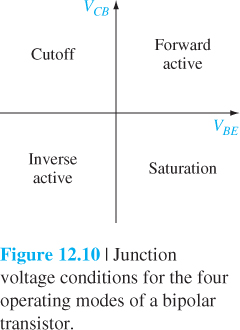 V_CB
Cutoff
Forward
active
V_BE
Inverse
active
Saturation
Figure 12.10 | Junction
voltage conditions for the four
operating modes of a bipolar
transistor.